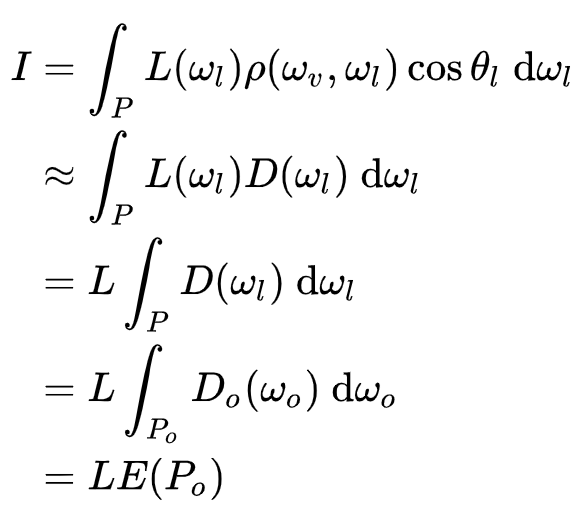 I = ∫_P L(ω_l)ρ(ω_v, ω_l) cos θ_l dω_l
≈ ∫_P L(ω_l)D(ω_l) dω_l
= L ∫_P D(ω_l) dω_l
= L ∫_{P_o} D_o(ω_o) dω_o
= LE(P_o)